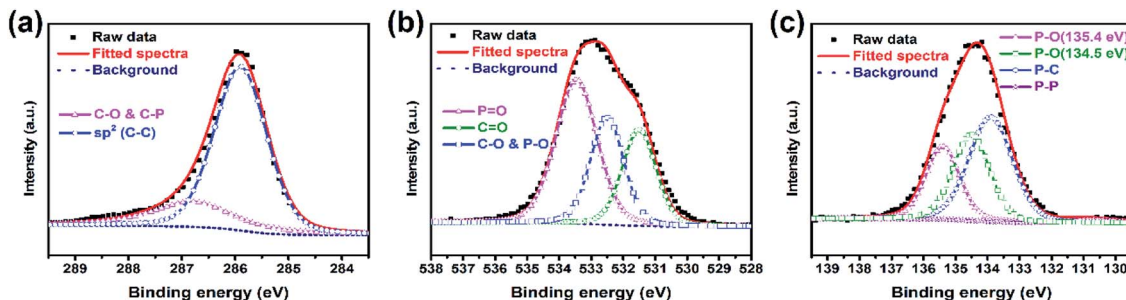 (a)
Raw data
Fitted spectra
Background
C-O & C-P
sp² (C-C)
Intensity (a.u.)
289 288 287 286 285 284
Binding energy (eV)
(b)
Raw data
Fitted spectra
Background
P=O
C=O
C-O & P-O
Intensity (a.u.)
538 537 536 535 534 533 532 531 530 529 528
Binding energy (eV)
(c)
Raw data
Fitted spectra
Background
P-O(135.4 eV)
P-O(134.5 eV)
P-C
P-P
Intensity (a.u.)
139 138 137 136 135 134 133 132 131 130
Binding energy (eV)